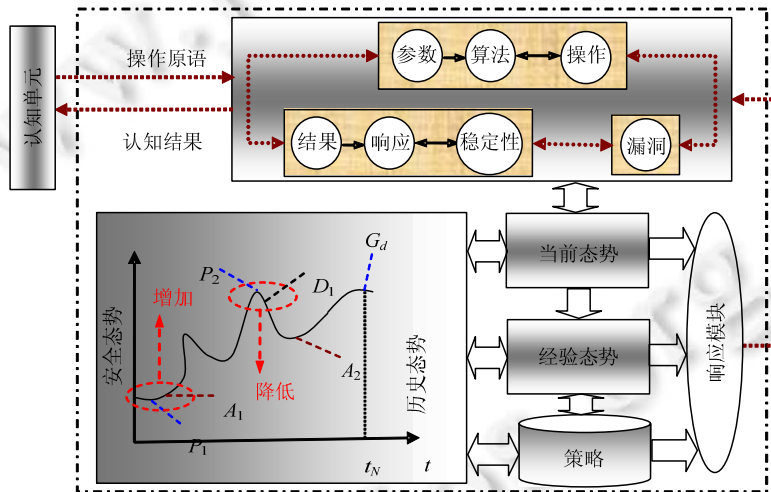 认知单元
操作原语
认知结果
参数
算法
操作
结果
响应
稳定性
漏洞
安全态势
增加
降低
P2
D1
Gd
A1
A2
P1
tN
t
历史态势
当前态势
经验态势
策略
响应模块